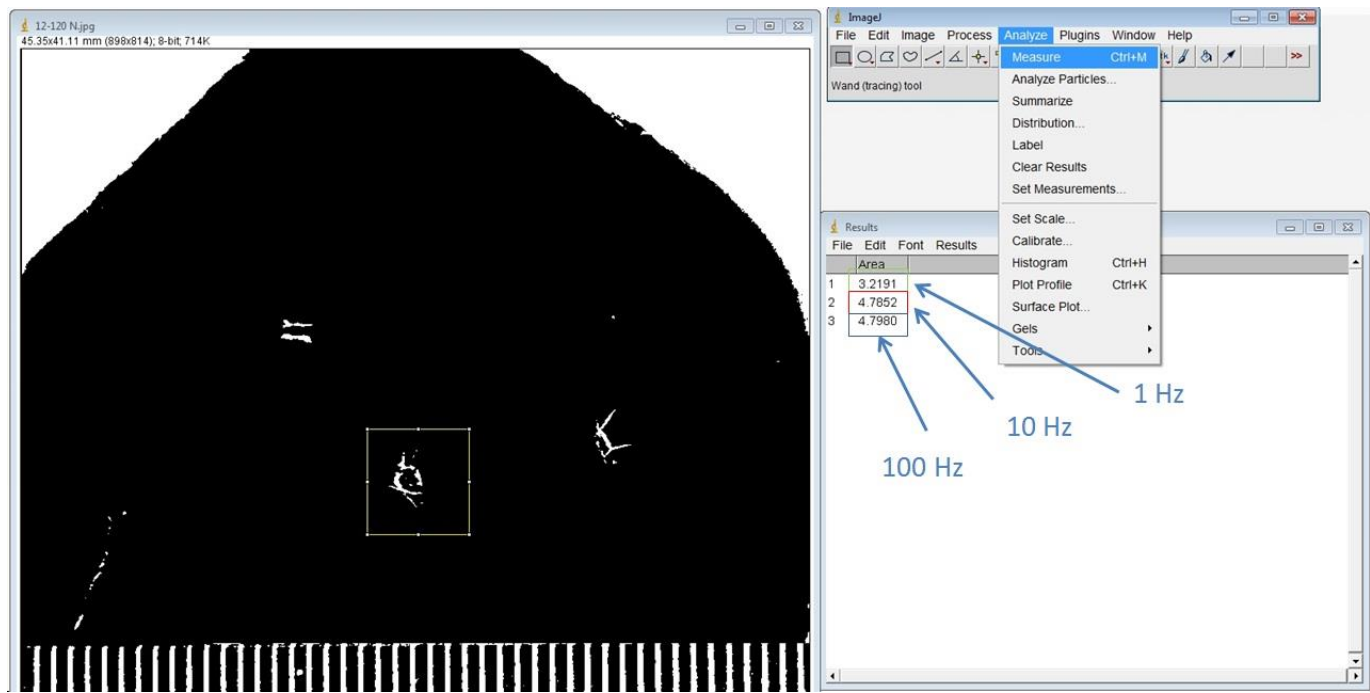 12-120 N.jpg
45.35x41.11 mm (898x814); 8-bit; 714K
ImageJ
File Edit Image Process Analyze Plugins Window Help
>>
Wand (tracing) tool
Measure Ctrl+M
Analyze Particles...
Summarize
Distribution...
Label
Clear Results
Set Measurements...
Set Scale...
Calibrate...
Histogram Ctrl+H
Plot Profile Ctrl+K
Surface Plot...
Gels
Tools
Results
File Edit Font Results
Area
1 3.2191
2 4.7852
3 4.7980
1 Hz
10 Hz
100 Hz